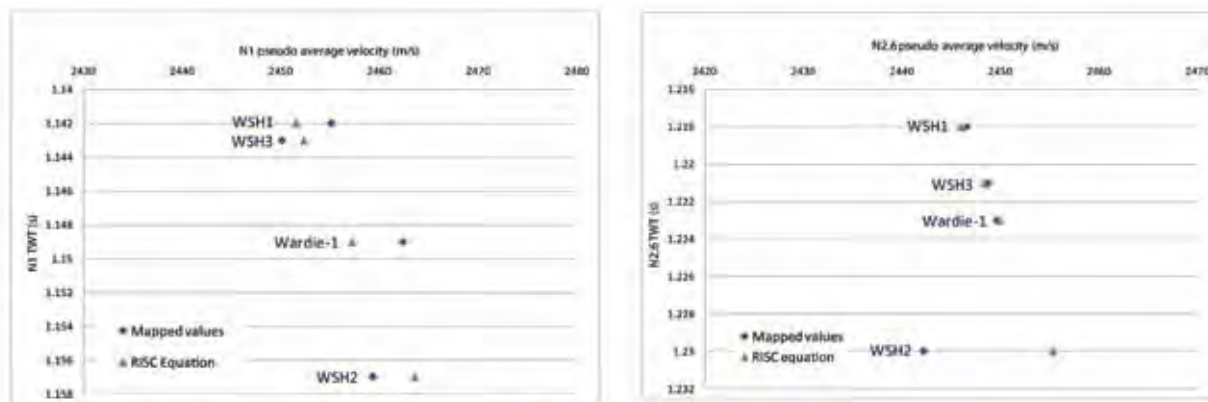 N1 pseudo average velocity (m/s)
2430 2440 2450 2460 2470 2480
1.14
1.142
1.144
1.146
1.148
1.15
1.152
1.154
1.156
1.158
N1 TWT (s)
WSH1
WSH3
Wardie-1
WSH2
Mapped values
RISC Equation
N2.6 pseudo average velocity (m/s)
2420 2430 2440 2450 2460 2470
1.216
1.218
1.22
1.222
1.224
1.226
1.228
1.23
1.232
N2.6 TWT (s)
WSH1
WSH3
Wardie-1
WSH2
Mapped values
RISC equation